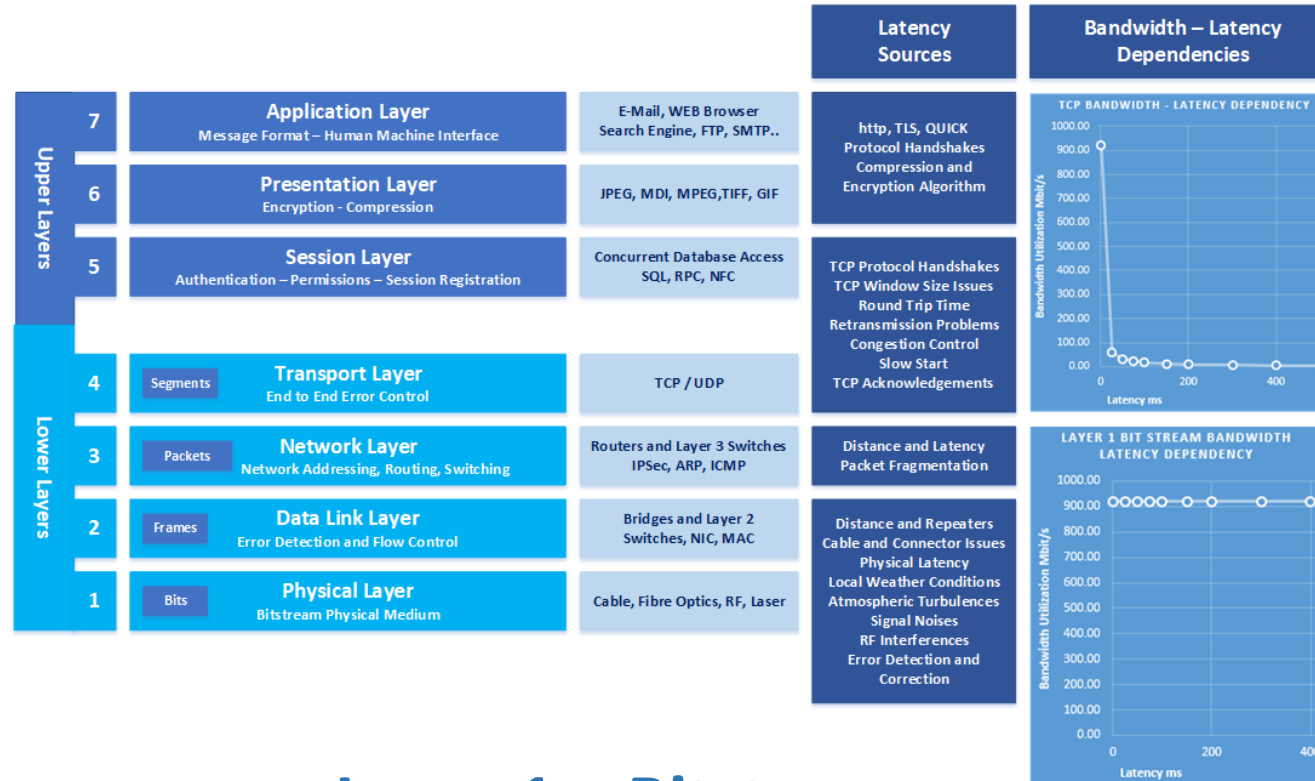 Latency
Sources
Bandwidth – Latency
Dependencies
Upper Layers
7
Application Layer
Message Format – Human Machine Interface
E-Mail, WEB Browser
Search Engine, FTP, SMTP..
6
Presentation Layer
Encryption - Compression
JPEG, MDI, MPEG,TIFF, GIF
http, TLS, QUICK
Protocol Handshakes
Compression and
Encryption Algorithm
5
Session Layer
Authentication – Permissions – Session Registration
Concurrent Database Access
SQL, RPC, NFC
Lower Layers
4
Segments
Transport Layer
End to End Error Control
TCP / UDP
TCP Protocol Handshakes
TCP Window Size Issues
Round Trip Time
Retransmission Problems
Congestion Control
Slow Start
TCP Acknowledgements
3
Packets
Network Layer
Network Addressing, Routing, Switching
Routers and Layer 3 Switches
IPSec, ARP, ICMP
Distance and Latency
Packet Fragmentation
2
Frames
Data Link Layer
Error Detection and Flow Control
Bridges and Layer 2
Switches, NIC, MAC
1
Bits
Physical Layer
Bitstream Physical Medium
Cable, Fibre Optics, RF, Laser
Distance and Repeaters
Cable and Connector Issues
Physical Latency
Local Weather Conditions
Atmospheric Turbulences
Signal Noises
RF Interferences
Error Detection and
Correction
TCP BANDWIDTH - LATENCY DEPENDENCY
Bandwidth Utilization Mbit/s
1000.00
900.00
800.00
700.00
600.00
500.00
400.00
300.00
200.00
100.00
0.00
0 200 400
Latency ms
LAYER 1 BIT STREAM BANDWIDTH
LATENCY DEPENDENCY
Bandwidth Utilization Mbit/s
1000.00
900.00
800.00
700.00
600.00
500.00
400.00
300.00
200.00
100.00
0.00
0 200
Latency ms